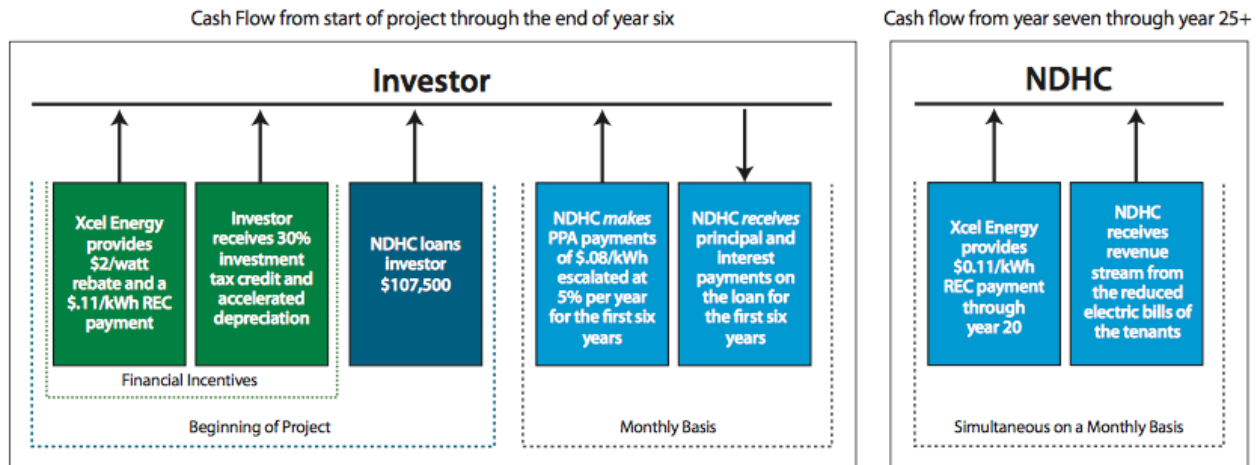 Cash Flow from start of project through the end of year six
Investor
Xcel Energy
provides
$2/watt
rebate and a
$.11/kWh REC
payment
Investor
receives 30%
investment
tax credit and
accelerated
depreciation
NDHC loans
investor
$107,500
NDHC makes
PPA payments
of $.08/kWh
escalated at
5% per year
for the first six
years
NDHC receives
principal and
interest
payments on
the loan for
the first six
years
Financial Incentives
Beginning of Project
Monthly Basis
Cash flow from year seven through year 25+
NDHC
Xcel Energy
provides
$0.11/kWh
REC payment
through
year 20
NDHC
receives
revenue
stream from
the reduced
electric bills of
the tenants
Simultaneous on a Monthly Basis